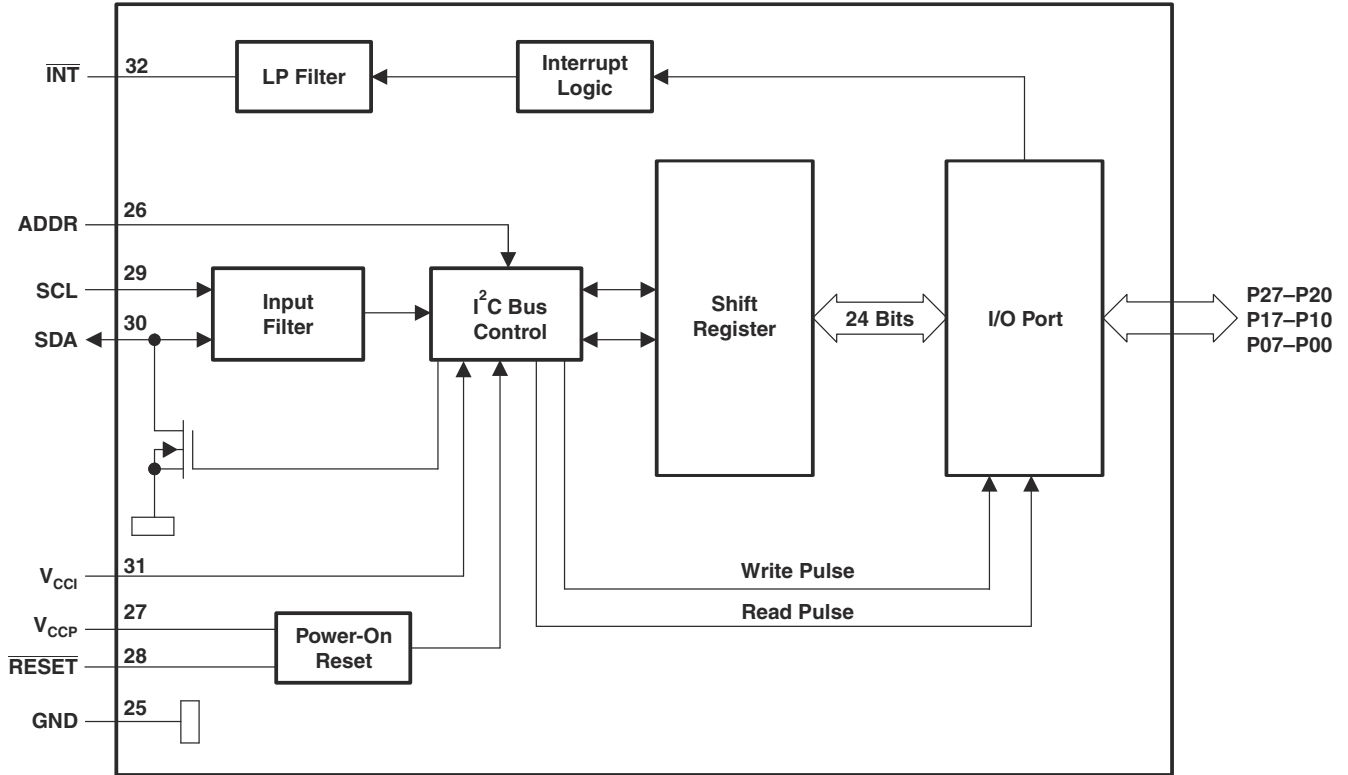 INT
32
LP Filter
Interrupt
Logic
ADDR
26
SCL
29
SDA
30
Input
Filter
I²C Bus
Control
Shift
Register
24 Bits
I/O Port
P27–P20
P17–P10
P07–P00
V_CCI
31
Write Pulse
Read Pulse
V_CCP
27
RESET
28
Power-On
Reset
GND
25